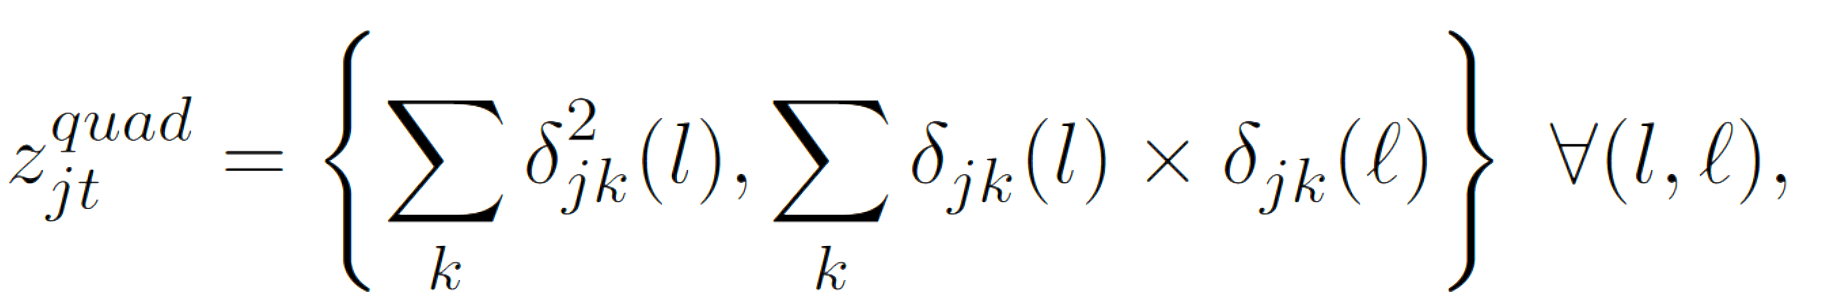 z_{jt}^{quad} = \left\{ \sum_k \delta_{jk}^2(l), \sum_k \delta_{jk}(l) \times \delta_{jk}(\ell) \right\} \ \forall (l, \ell),